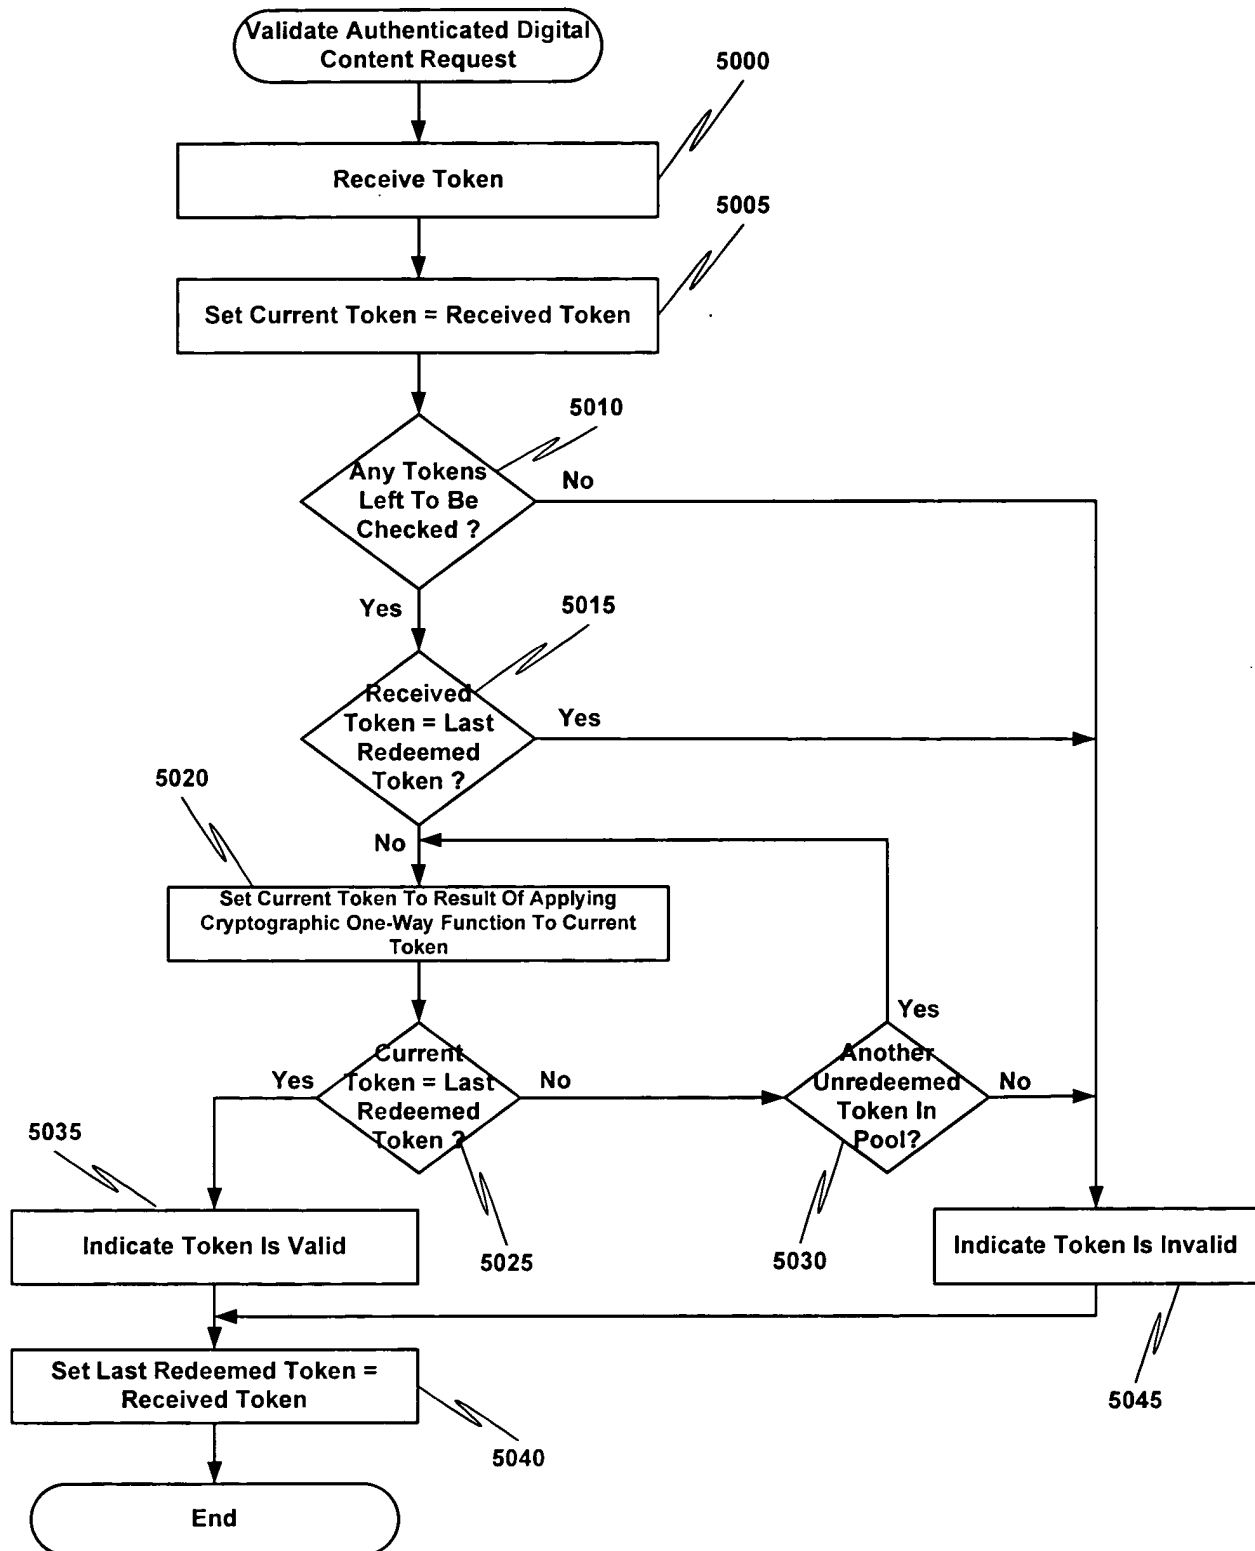 Validate Authenticated Digital
Content Request
5000
Receive Token
5005
Set Current Token = Received Token
5010
Any Tokens
Left To Be
Checked ?
No
Yes
5015
Received
Token = Last
Redeemed
Token ?
Yes
5020
No
Set Current Token To Result Of Applying
Cryptographic One-Way Function To Current
Token
Yes
Current
Token = Last
Redeemed
Token ?
Yes
No
Another
Unredeemed
Token In
Pool?
No
5035
Indicate Token Is Valid
5025
5030
Indicate Token Is Invalid
Set Last Redeemed Token =
Received Token
5045
5040
End